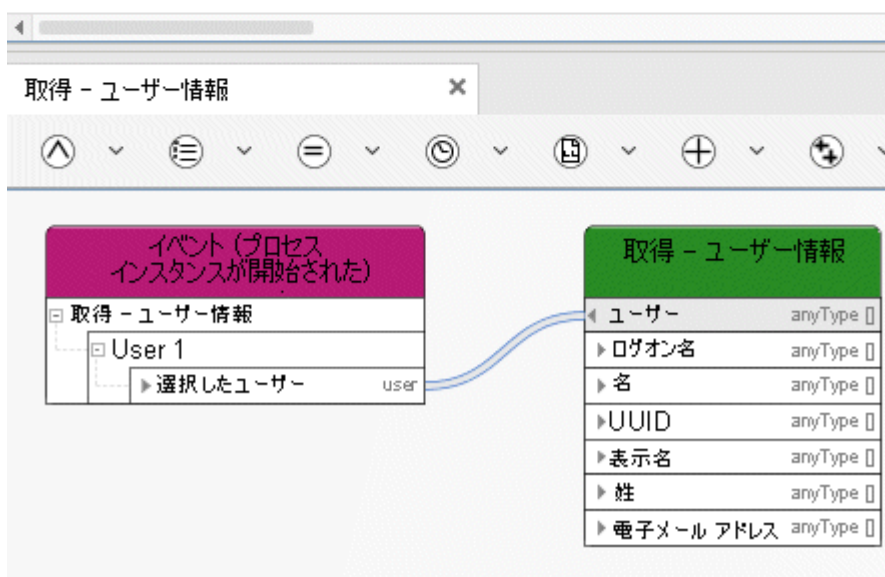 取得 - ユーザー情報
イベント (プロセス
インスタンスが開始された)
取得 - ユーザー情報
User 1
選択したユーザー user
取得 - ユーザー情報
ユーザー anyType []
ログオン名 anyType []
名 anyType []
UUID anyType []
表示名 anyType []
姓 anyType []
電子メール アドレス anyType []